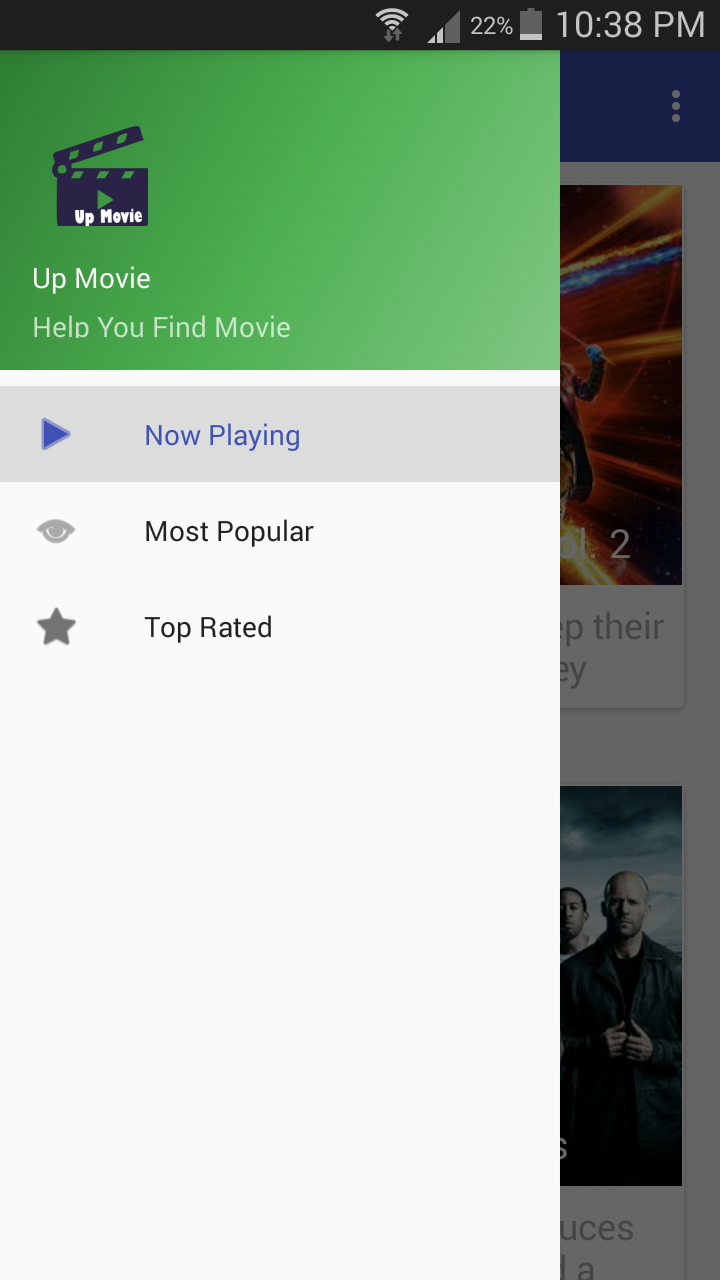 22%
10:38 PM
Up Movie
Up Movie
Help You Find Movie
Now Playing
Most Popular
Top Rated
ol. 2
ep their
ey
s
uces
d a